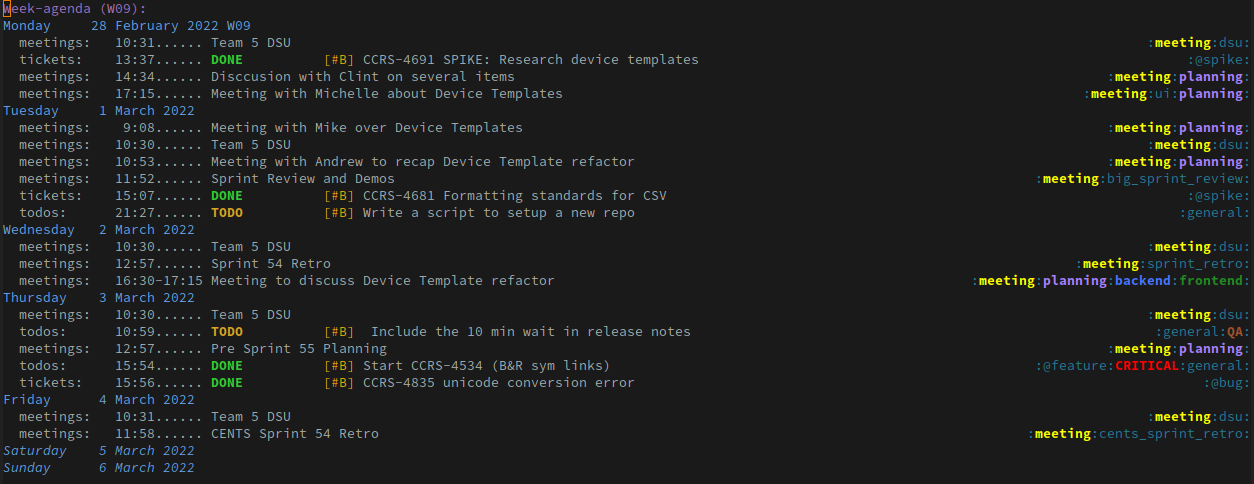 Week-agenda (W09):
Monday     28 February 2022 W09
  meetings:   10:31...... Team 5 DSU                                                    :meeting:dsu:
  tickets:    13:37...... DONE          [#B] CCRS-4691 SPIKE: Research device templates                    :@spike:
  meetings:   14:34...... Disccusion with Clint on several items                    :meeting:planning:
  meetings:   17:15...... Meeting with Michelle about Device Templates                    :meeting:ui:planning:
Tuesday     1 March 2022
  meetings:    9:08...... Meeting with Mike over Device Templates                    :meeting:planning:
  meetings:   10:30...... Team 5 DSU                    :meeting:dsu:
  meetings:   10:53...... Meeting with Andrew to recap Device Template refactor                    :meeting:planning:
  meetings:   11:52...... Sprint Review and Demos                    :meeting:big_sprint_review:
  tickets:    15:07...... DONE          [#B] CCRS-4681 Formatting standards for CSV                    :@spike:
  todos:      21:27...... TODO          [#B] Write a script to setup a new repo                    :general:
Wednesday   2 March 2022
  meetings:   10:30...... Team 5 DSU                    :meeting:dsu:
  meetings:   12:57...... Sprint 54 Retro                    :meeting:sprint_retro:
  meetings:   16:30-17:15 Meeting to discuss Device Template refactor                    :meeting:planning:backend:frontend:
Thursday    3 March 2022
  meetings:   10:30...... Team 5 DSU                    :meeting:dsu:
  todos:      10:59...... TODO          [#B]  Include the 10 min wait in release notes                    :general:QA:
  meetings:   12:57...... Pre Sprint 55 Planning                    :meeting:planning:
  todos:      15:54...... DONE          [#B] Start CCRS-4534 (B&R sym links)                    :@feature:CRITICAL:general:
  tickets:    15:56...... DONE          [#B] CCRS-4835 unicode conversion error                    :@bug:
Friday      4 March 2022
  meetings:   10:31...... Team 5 DSU                    :meeting:dsu:
  meetings:   11:58...... CENTS Sprint 54 Retro                    :meeting:cents_sprint_retro:
Saturday    5 March 2022
Sunday      6 March 2022